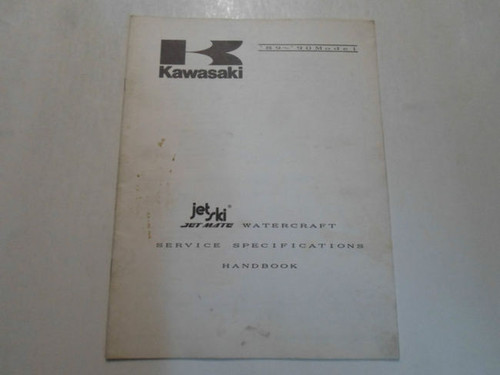 '89~'90 Model
Kawasaki
jet ski®
JET MATE WATERCRAFT
SERVICE SPECIFICATIONS
HANDBOOK